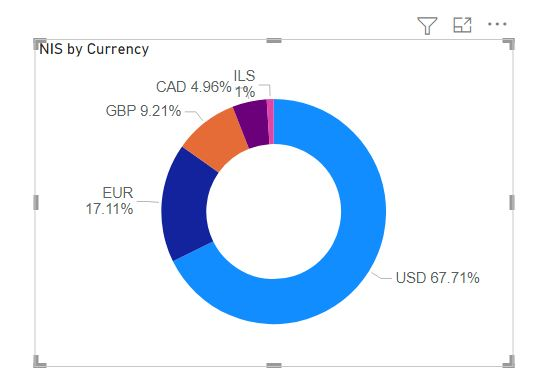 NIS by Currency
ILS
1%
CAD 4.96%
GBP 9.21%
EUR
17.11%
USD 67.71%